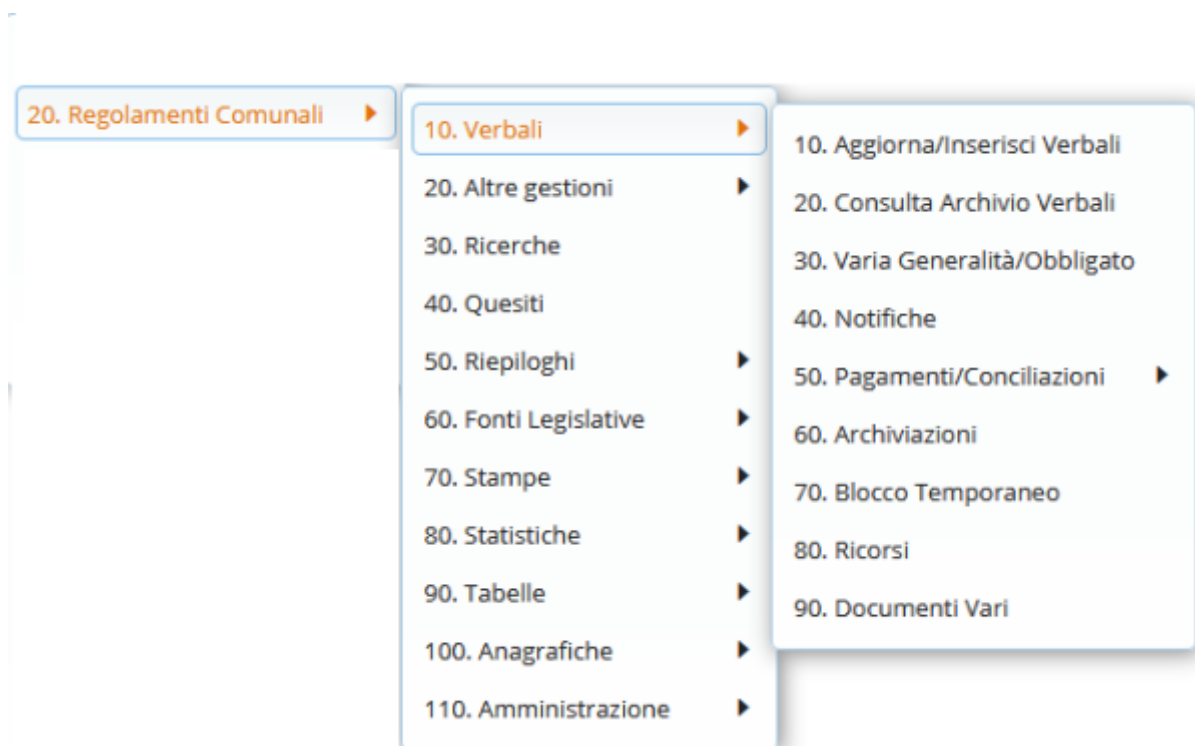 20. Regolamenti Comunali
10. Verbali
20. Altre gestioni
30. Ricerche
40. Quesiti
50. Riepiloghi
60. Fonti Legislative
70. Stampe
80. Statistiche
90. Tabelle
100. Anagrafiche
110. Amministrazione
10. Aggiorna/Inserisci Verbali
20. Consulta Archivio Verbali
30. Varia Generalità/Obbligato
40. Notifiche
50. Pagamenti/Conciliazioni
60. Archiviazioni
70. Blocco Temporaneo
80. Ricorsi
90. Documenti Vari